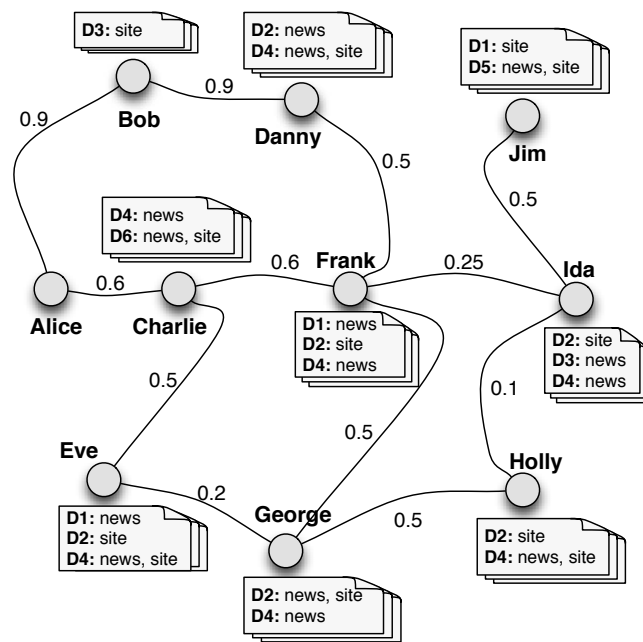 D3: site
D2: news
D4: news, site
D1: site
D5: news, site
0.9
Bob
Danny
Jim
0.9
0.5
0.5
D4: news
D6: news, site
0.6
Alice
Charlie
0.6
Frank
0.25
Ida
D1: news
D2: site
D4: news
D2: site
D3: news
D4: news
0.5
0.5
0.1
Eve
0.2
George
0.5
Holly
D1: news
D2: site
D4: news, site
D2: news, site
D4: news
D2: site
D4: news, site